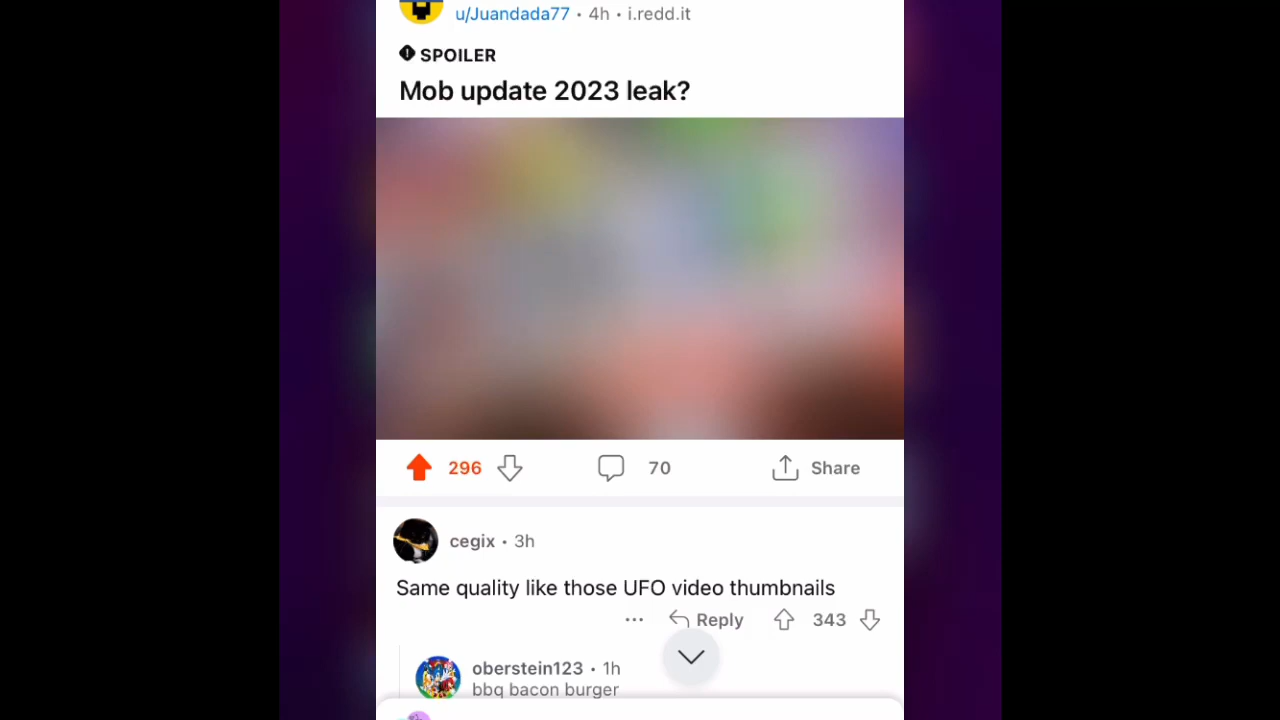 u/Juandada77 • 4h • i.redd.it
SPOILER
Mob update 2023 leak?
296
70
Share
cegix • 3h
Same quality like those UFO video thumbnails
Reply
343
oberstein123 • 1h
bbq bacon burger